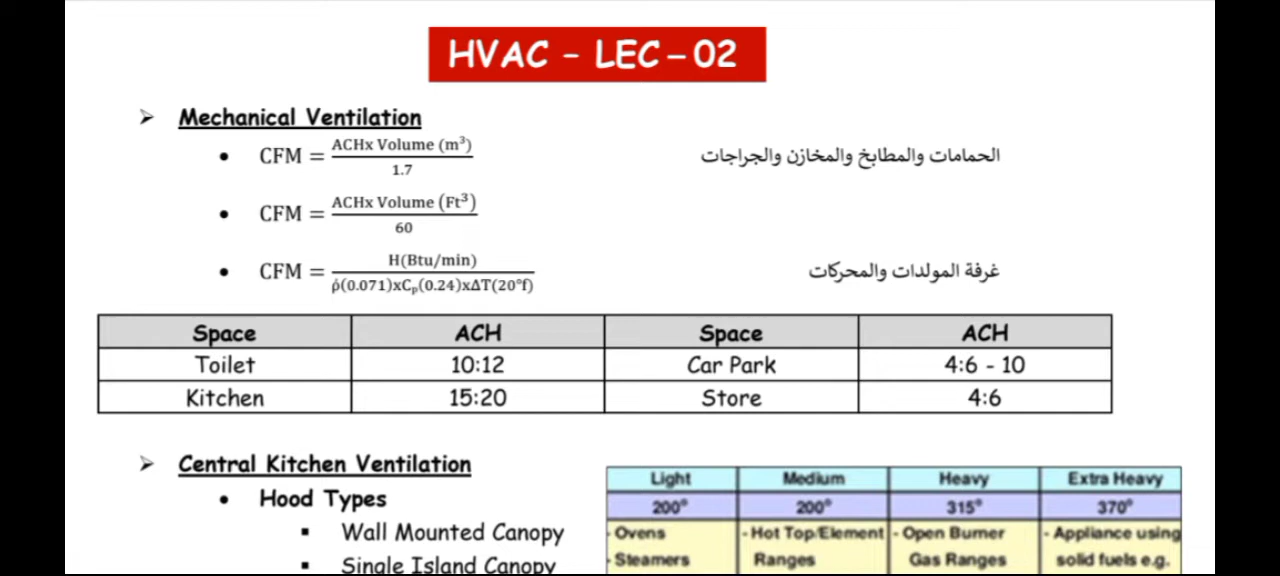 HVAC – LEC – 02
➢ Mechanical Ventilation
• CFM = ACHx Volume (m³) / 1.7 الحمامات والمطابخ والمخازن والجراجات
• CFM = ACHx Volume (Ft³) / 60
• CFM = H(Btu/min) / ρ̇(0.071)xCₚ(0.24)xΔT(20°f) غرفة المولدات والمحركات
Space ACH Space ACH
Toilet 10:12 Car Park 4:6 - 10
Kitchen 15:20 Store 4:6
➢ Central Kitchen Ventilation
• Hood Types
▪ Wall Mounted Canopy
▪ Single Island Canopy
Light Medium Heavy Extra Heavy
200° 200° 315° 370°
- Ovens - Hot Top/Element - Open Burner - Appliance using
- Steamers Ranges Gas Ranges solid fuels e.g.